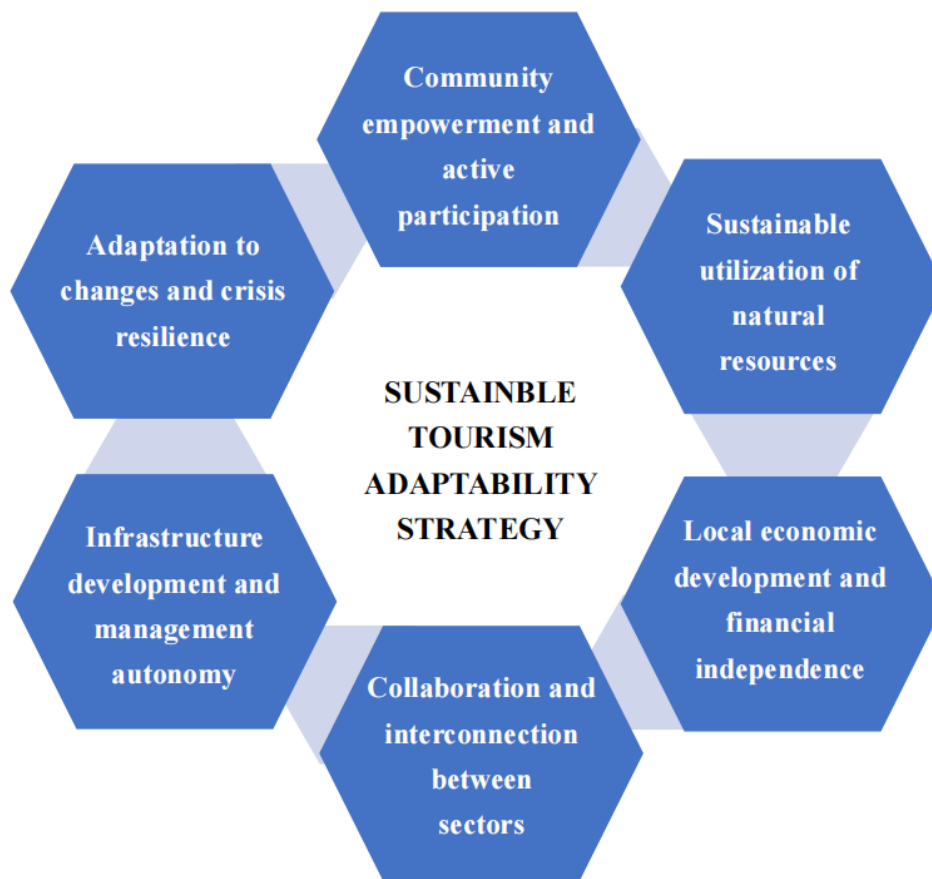 Community
empowerment and
active
participation
Sustainable
utilization of
natural
resources
Local economic
development and
financial
independence
Collaboration and
interconnection
between
sectors
Infrastructure
development and
management
autonomy
Adaptation to
changes and crisis
resilience
SUSTAINBLE
TOURISM
ADAPTABILITY
STRATEGY